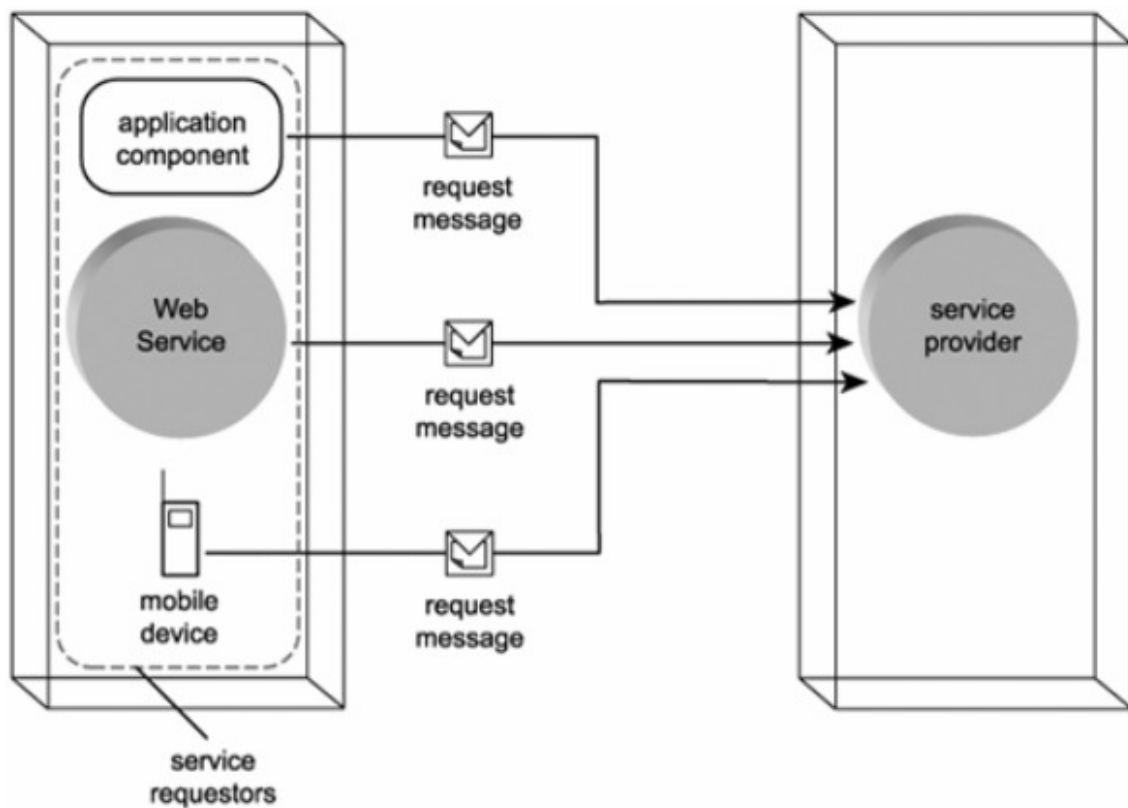 application
component
request
message
Web
Service
request
message
service
provider
mobile
device
request
message
service
requestors